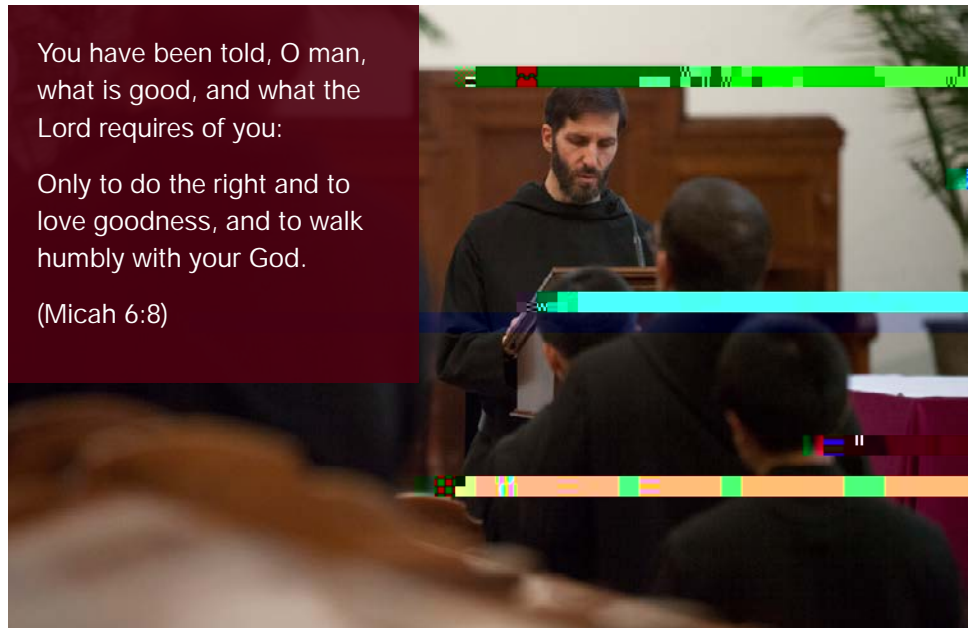 You have been told, O man,
what is good, and what the
Lord requires of you:
Only to do the right and to
love goodness, and to walk
humbly with your God.
(Micah 6:8)